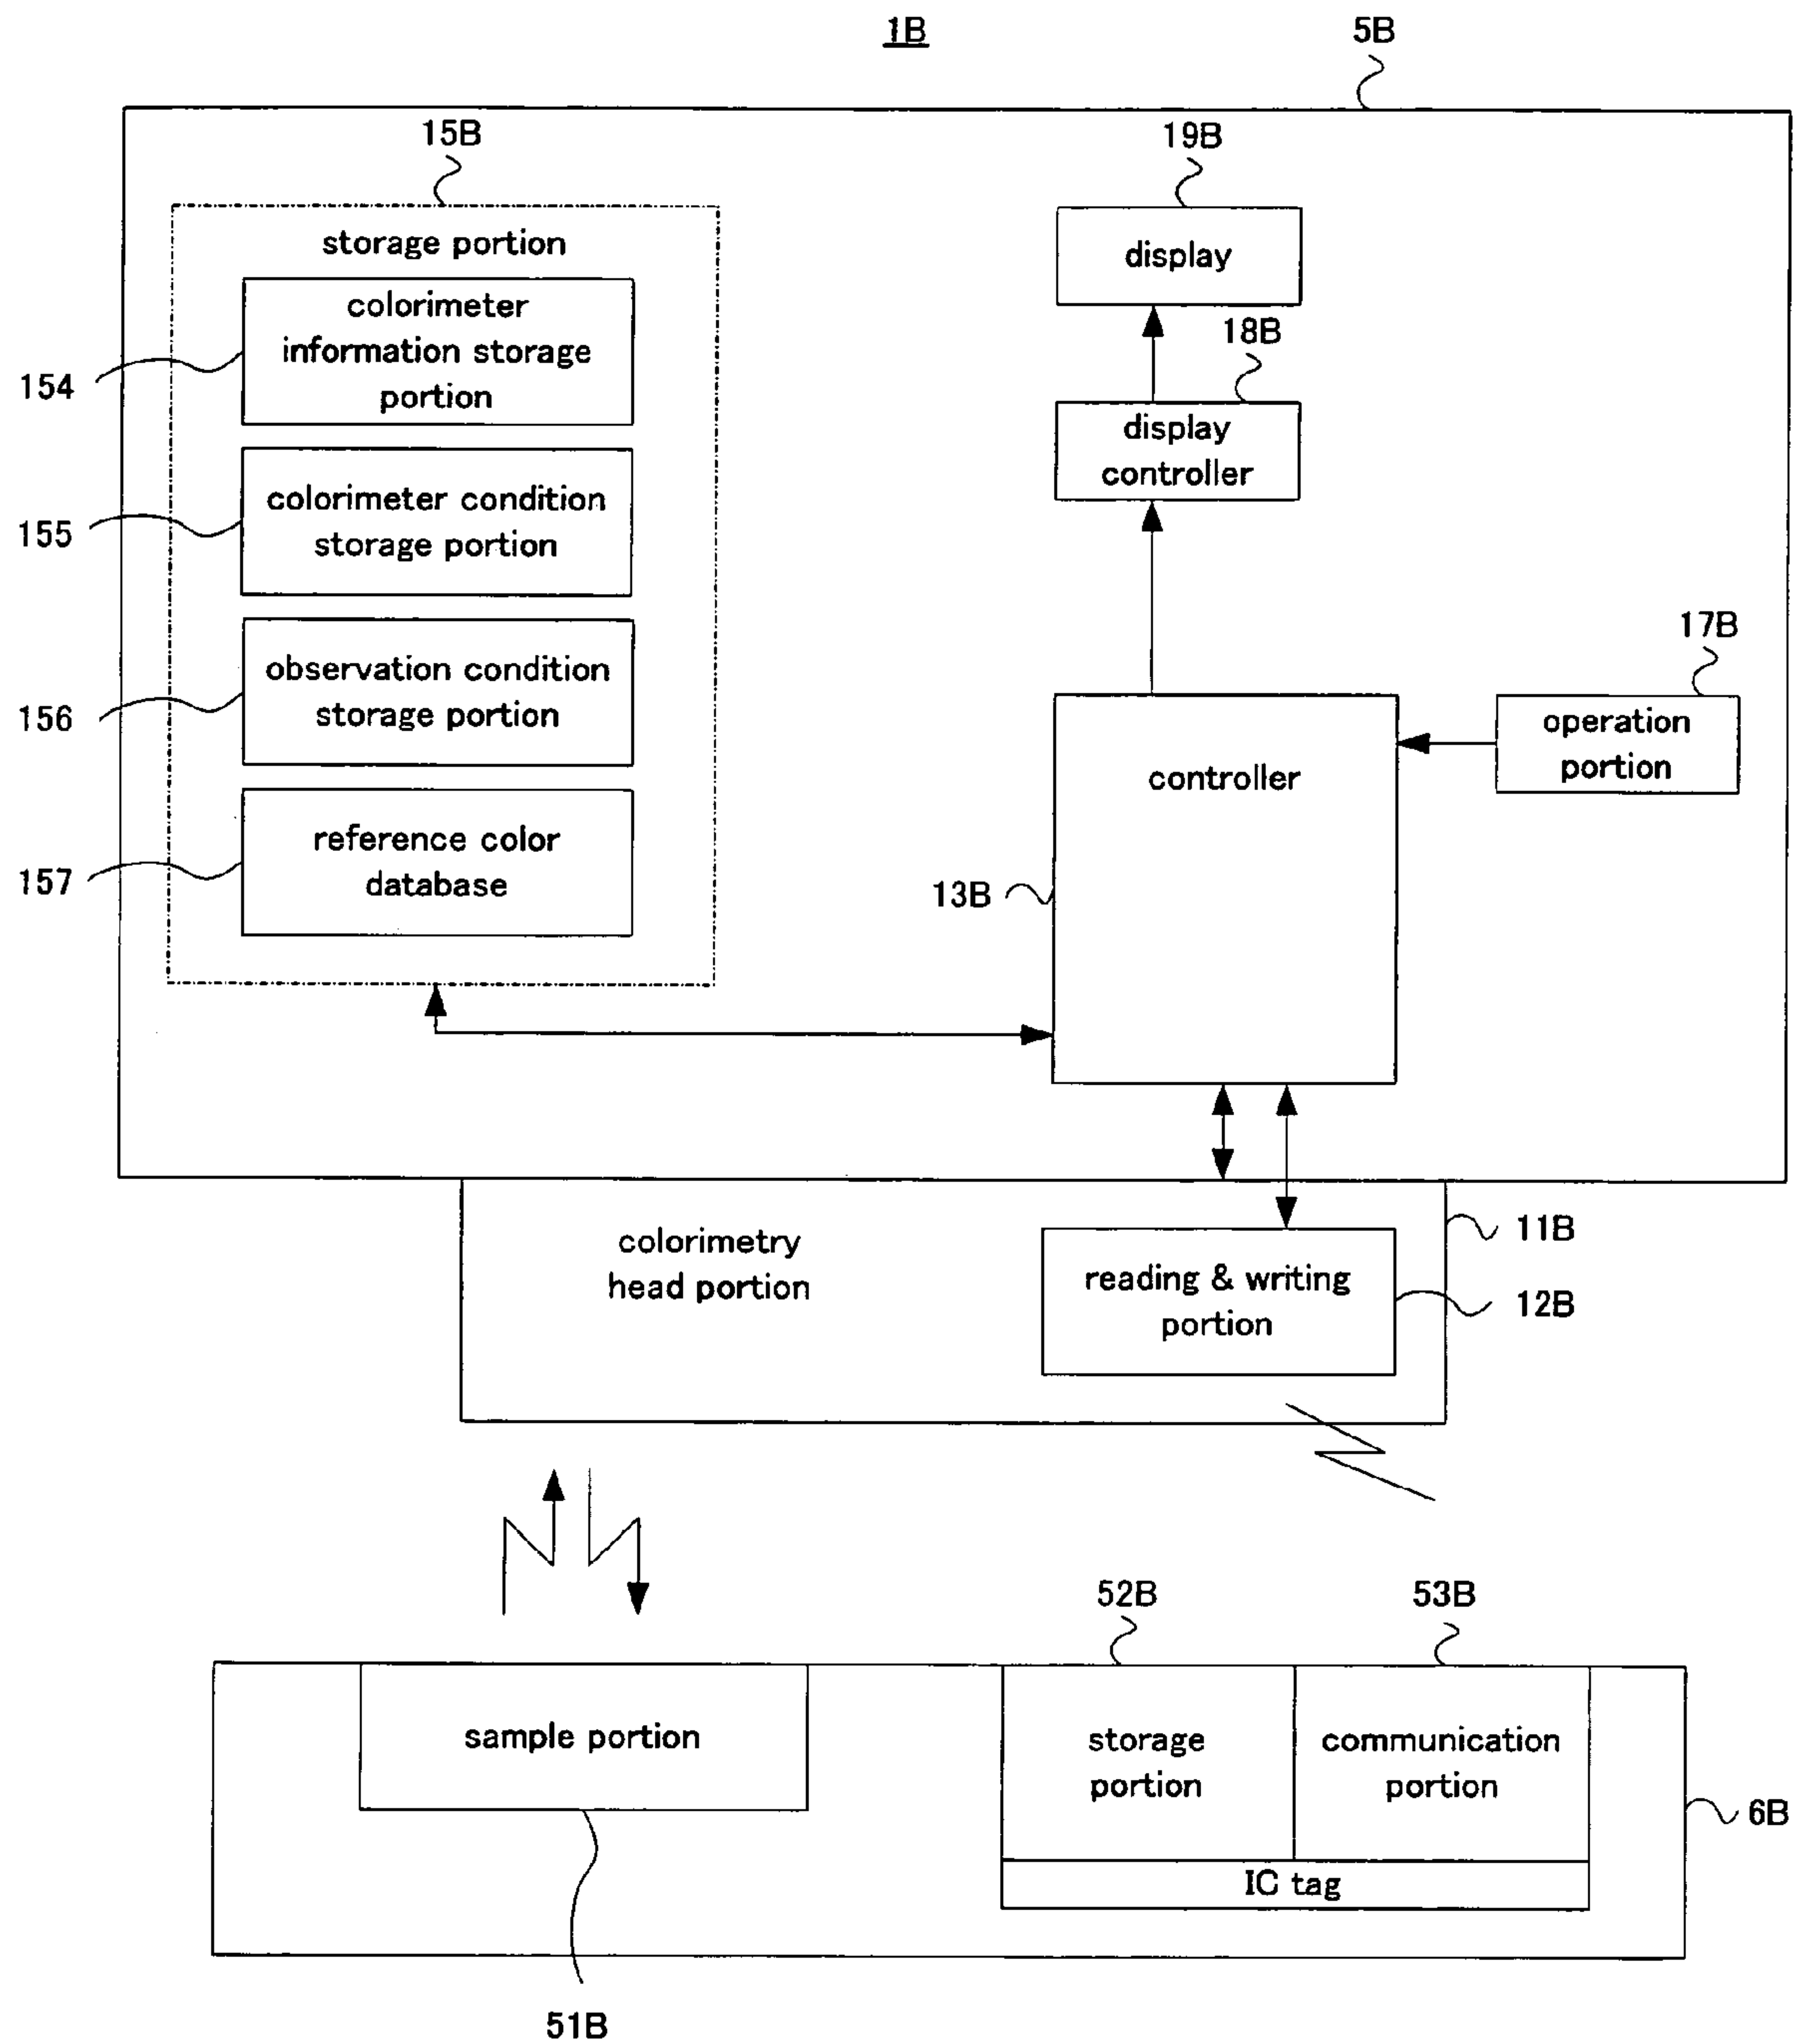 1B
5B
15B
19B
storage portion
display
colorimeter
information storage
portion
154
18B
display
controller
colorimeter condition
storage portion
155
17B
observation condition
storage portion
156
operation
portion
controller
reference color
database
157
13B
colorimetry
head portion
11B
reading & writing
portion
12B
52B
53B
sample portion
storage
portion
communication
portion
6B
IC tag
51B